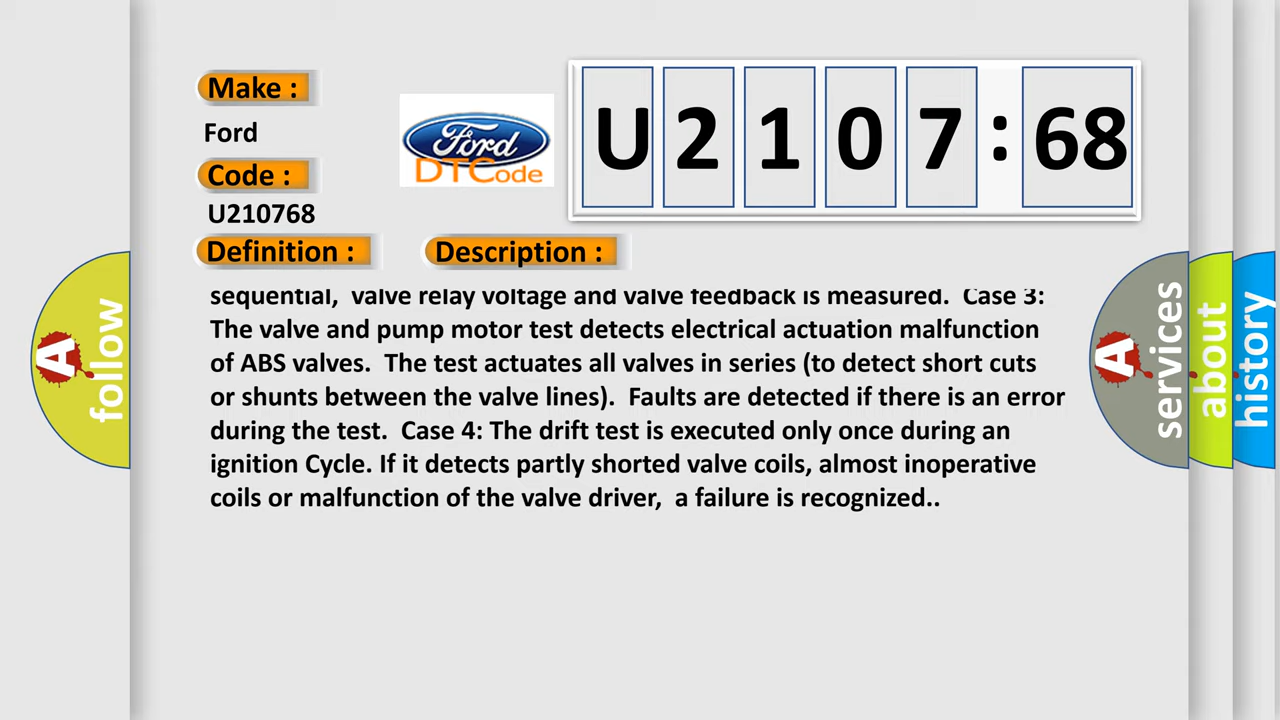 Make :
Ford
Code :
U210768
Definition :
Description :
Ford
DTCode
U2107:68
sequential,  valve relay voltage and valve feedback is measured.  Case 3:
The valve and pump motor test detects electrical actuation malfunction
of ABS valves.  The test actuates all valves in series (to detect short cuts
or shunts between the valve lines)  Faults are detected if there is an error
during the test.  Case 4: The drift test is executed only once during an
ignition Cycle. If it detects partly shorted valve coils, almost inoperative
coils or malfunction of the valve driver,  a failure is recognized..
A
follow
A
services
about
history